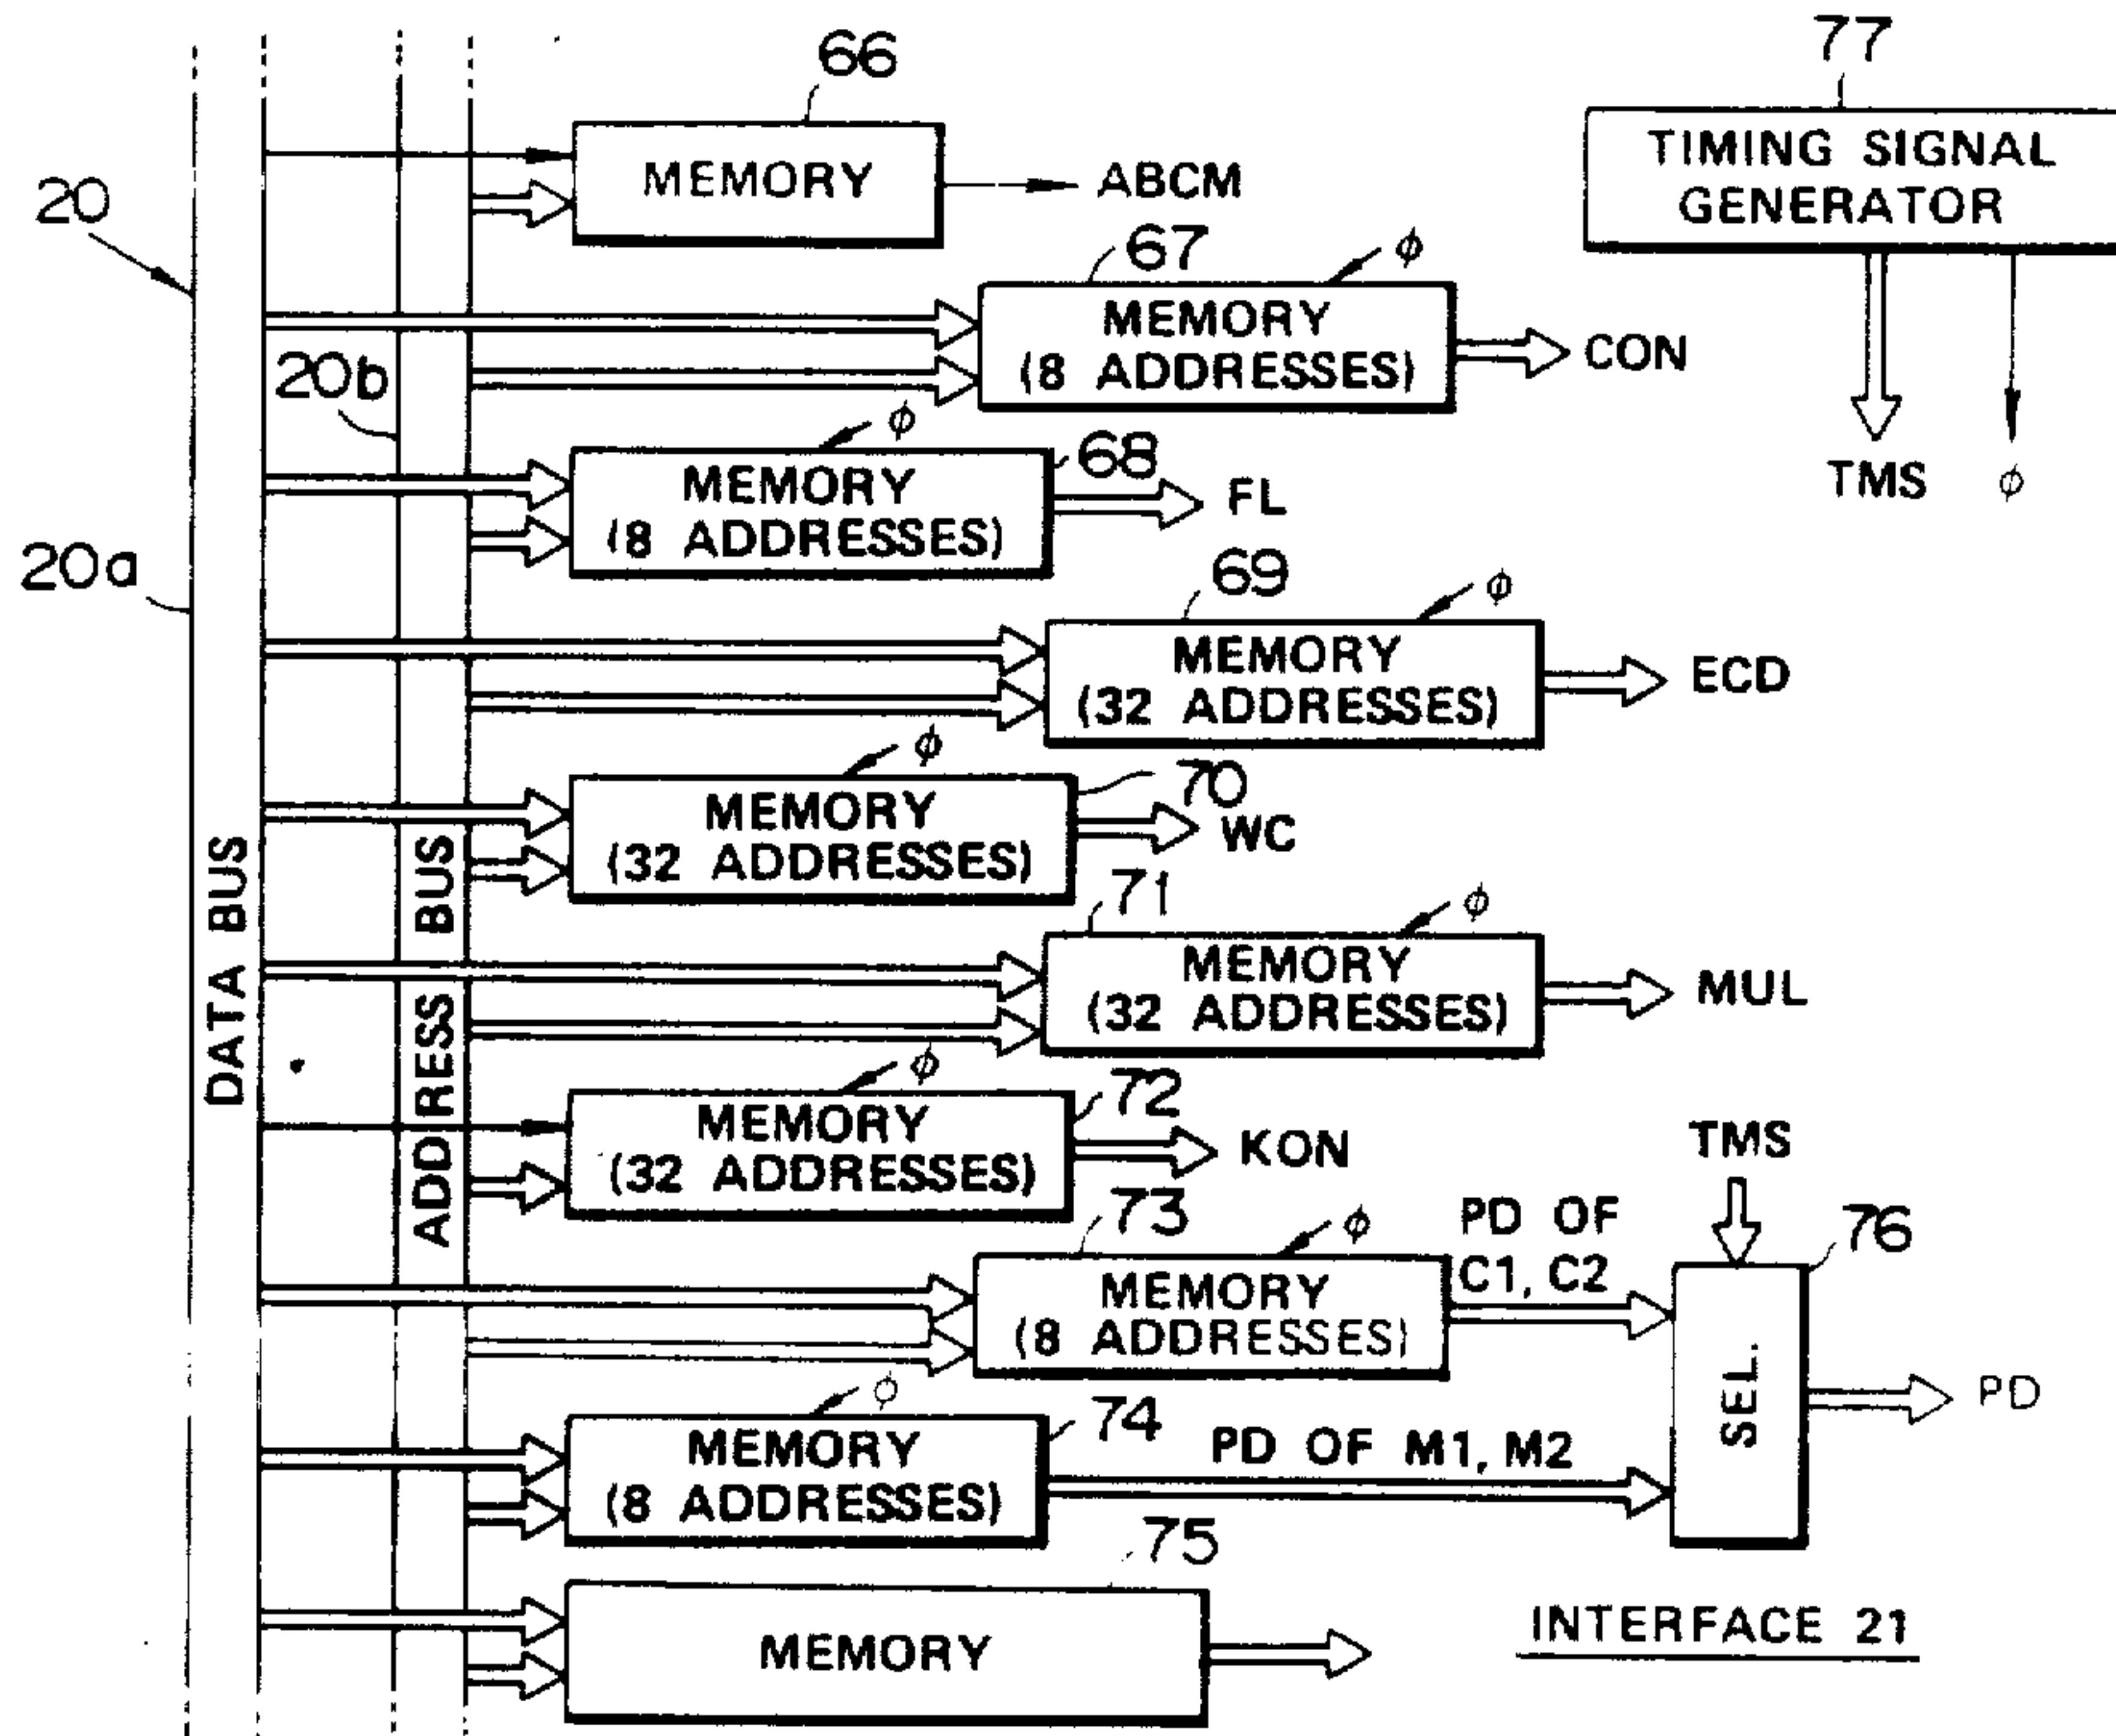 66
77
MEMORY
ABCM
TIMING SIGNAL
GENERATOR
20
67
ϕ
MEMORY
(8 ADDRESSES)
CON
20b
ϕ
68
MEMORY
(8 ADDRESSES)
FL
TMS
ϕ
20a
69
ϕ
MEMORY
(32 ADDRESSES)
ECD
ϕ
70
MEMORY
(32 ADDRESSES)
WC
DATA BUS
ADDRESS BUS
71
ϕ
MEMORY
(32 ADDRESSES)
MUL
ϕ
72
MEMORY
(32 ADDRESSES)
KON
TMS
73
ϕ
PD OF
C1, C2
76
MEMORY
(8 ADDRESSES)
SEL.
PD
ϕ
74
MEMORY
(8 ADDRESSES)
PD OF M1, M2
75
MEMORY
INTERFACE 21